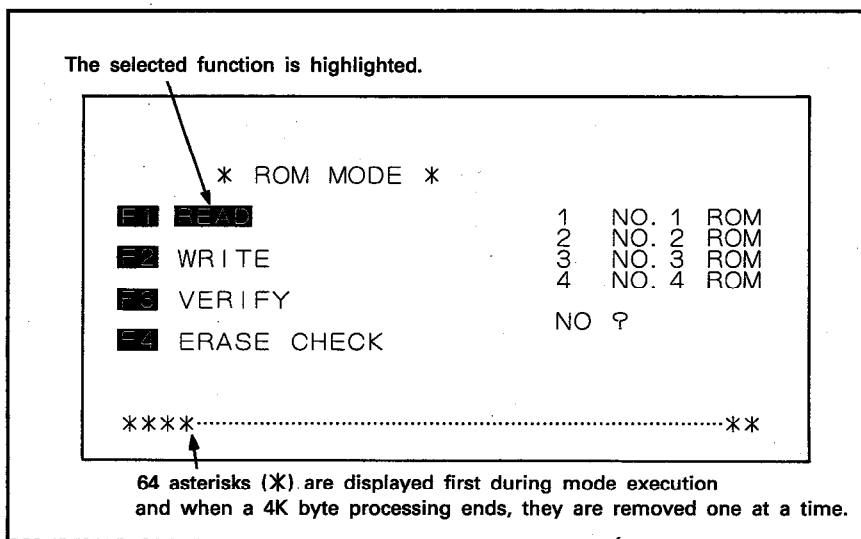 The selected function is highlighted.
* ROM MODE *
F1 READ
F2 WRITE
F3 VERIFY
F4 ERASE CHECK
1 NO. 1 ROM
2 NO. 2 ROM
3 NO. 3 ROM
4 NO. 4 ROM
NO ?
****................................................................**
64 asterisks (*) are displayed first during mode execution
and when a 4K byte processing ends, they are removed one at a time.